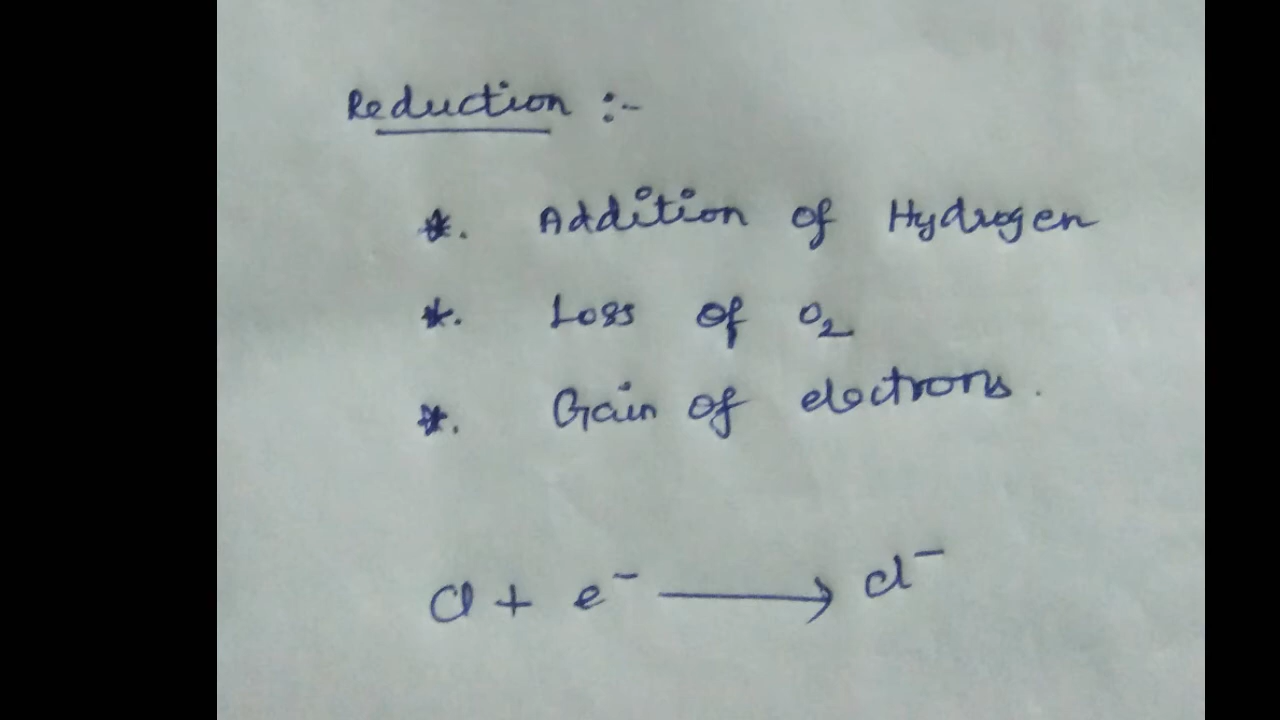 Reduction :-
*. Addition of Hydrogen
*. Loss of O₂
*. Gain of electrons.
Cl + e⁻ ⟶ Cl⁻